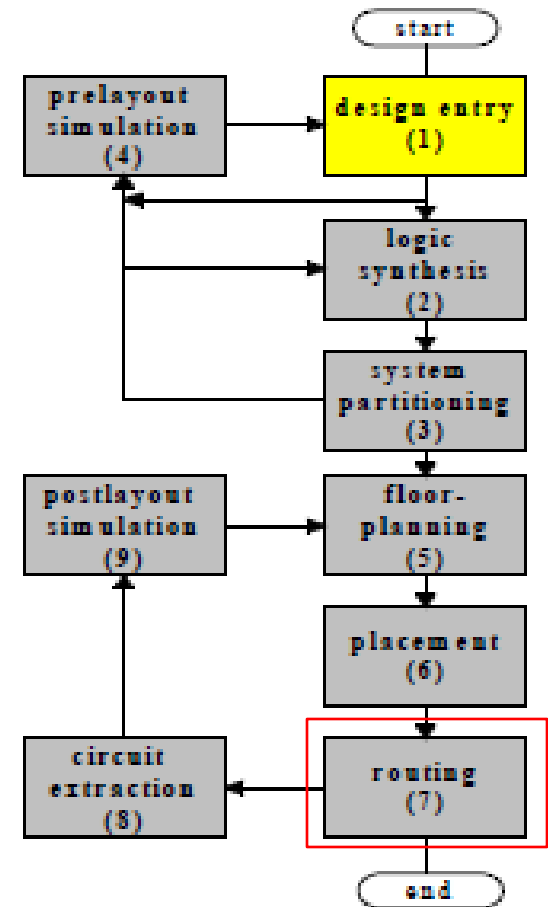 start
prelayout
simulation
(4)
design entry
(1)
logic
synthesis
(2)
system
partitioning
(3)
postlayout
simulation
(9)
floor-
planning
(5)
placement
(6)
circuit
extraction
(8)
routing
(7)
end